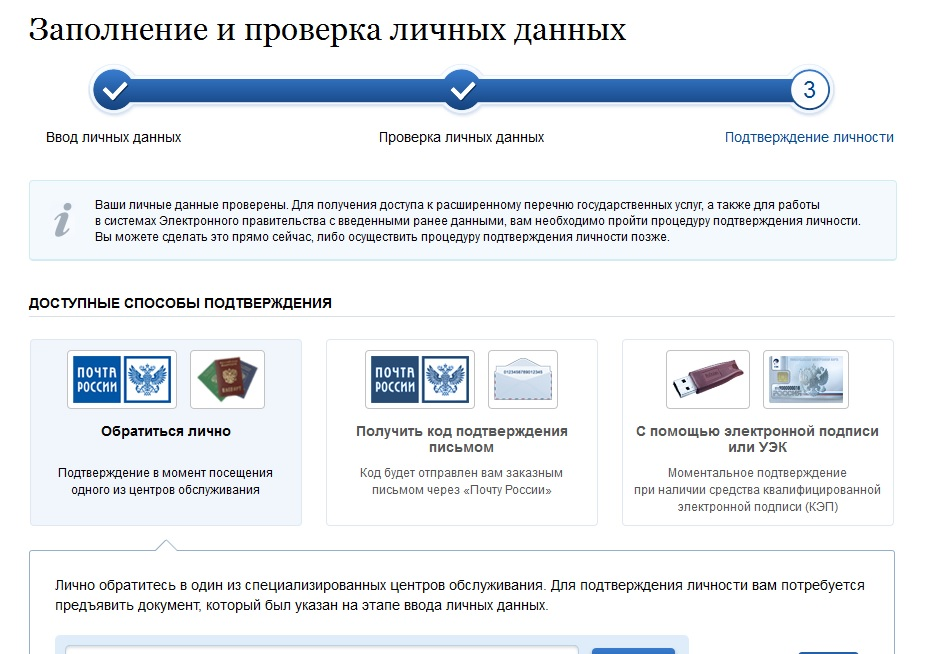 Заполнение и проверка личных данных
3
Ввод личных данных
Проверка личных данных
Подтверждение личности
Ваши личные данные проверены. Для получения доступа к расширенному перечню государственных услуг, а также для работы
в системах Электронного правительства с введенными ранее данными, вам необходимо пройти процедуру подтверждения личности.
Вы можете сделать это прямо сейчас, либо осуществить процедуру подтверждения личности позже.
ДОСТУПНЫЕ СПОСОБЫ ПОДТВЕРЖДЕНИЯ
ПОЧТА
РОССИИ
Обратиться лично
Подтверждение в момент посещения
одного из центров обслуживания
ПОЧТА
РОССИИ
Получить код подтверждения
письмом
Код будет отправлен вам заказным
письмом через «Почту России»
С помощью электронной подписи
или УЭК
Моментальное подтверждение
при наличии средства квалифицированной
электронной подписи (КЭП)
Лично обратитесь в один из специализированных центров обслуживания. Для подтверждения личности вам потребуется
предъявить документ, который был указан на этапе ввода личных данных.